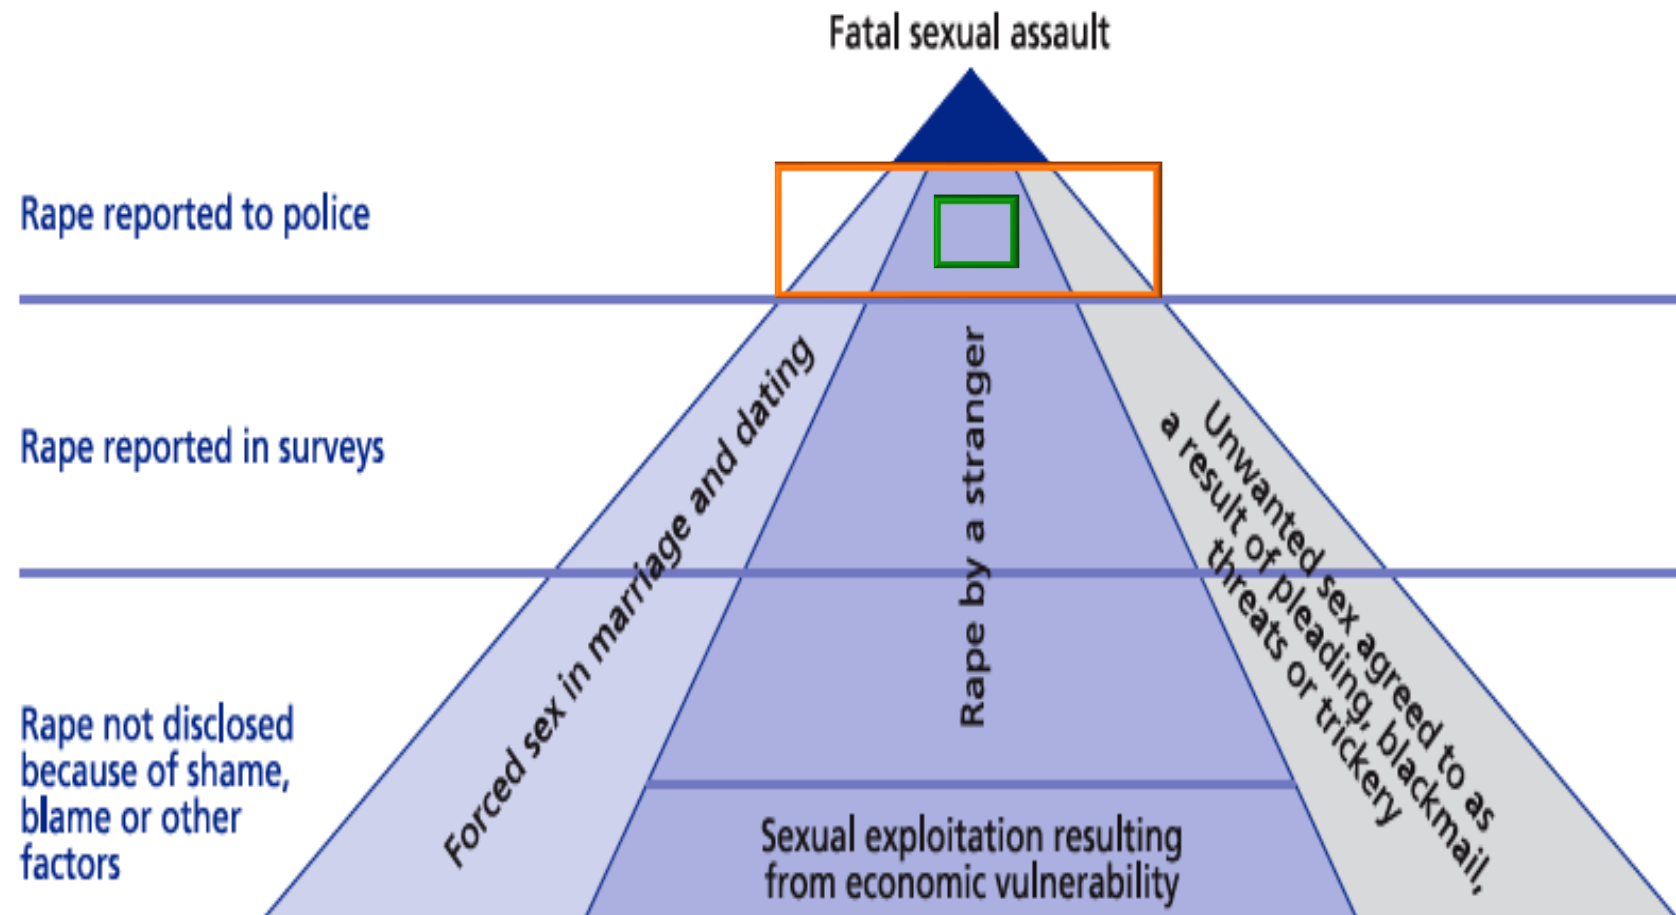 Fatal sexual assault
Rape reported to police
Rape reported in surveys
Rape not disclosed
because of shame,
blame or other
factors
Forced sex in marriage and dating
Rape by a stranger
Unwanted sex agreed to as
a result of pleading, blackmail,
threats or trickery
Sexual exploitation resulting
from economic vulnerability